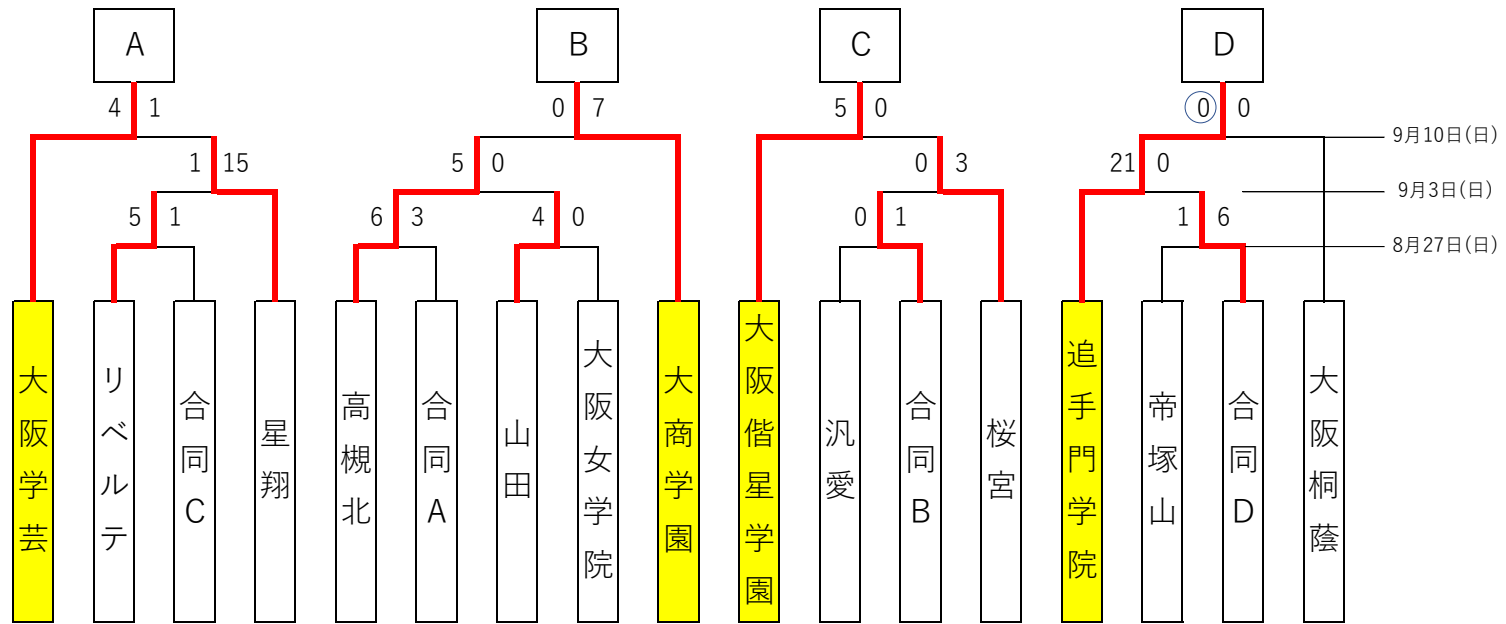 A
B
C
D
4 1
0 7
5 0
0 0
9月10日(日)
1 15
5 0
0 3
21 0
9月3日(日)
5 1
6 3
4 0
0 1
1 6
8月27日(日)
大阪学芸
リベルテ
合同C
星翔
高槻北
合同A
山田
大阪女学院
大商学園
大阪偕星学園
汎愛
合同B
桜宮
追手門学院
帝塚山
合同D
大阪桐蔭